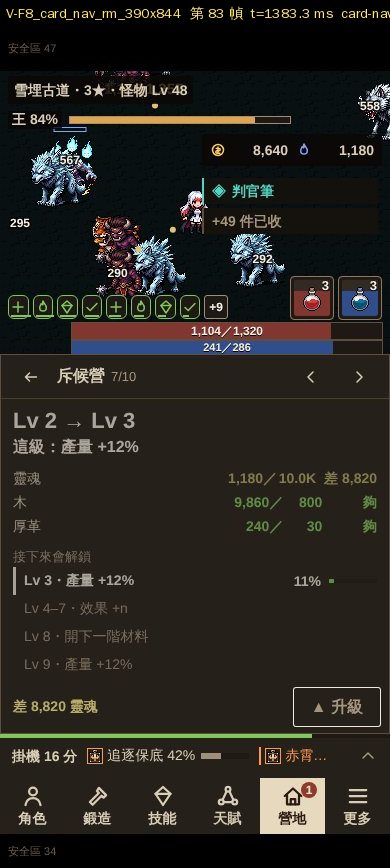 V-F8_card_nav_rm_390x844 第 83 幀 t=1383.3 ms card-nav
安全區 47
雪埋古道・3★・怪物 Lv 48
558
王 84%
8,640 1,180
567
判官筆
295
+49 件已收
292
290
3 3
+9
1,104／1,320
241／286
斥候營 7/10
Lv 2 → Lv 3
這級：產量 +12%
靈魂 1,180／10.0K 差 8,820
木 9,860／ 800 夠
厚革 240／ 30 夠
接下來會解鎖
Lv 3・產量 +12% 11%
Lv 4–7・效果 +n
Lv 8・開下一階材料
Lv 9・產量 +12%
差 8,820 靈魂
▲ 升級
掛機 16 分 追逐保底 42% 赤霄…
1
角色 鍛造 技能 天賦 營地 更多
安全區 34